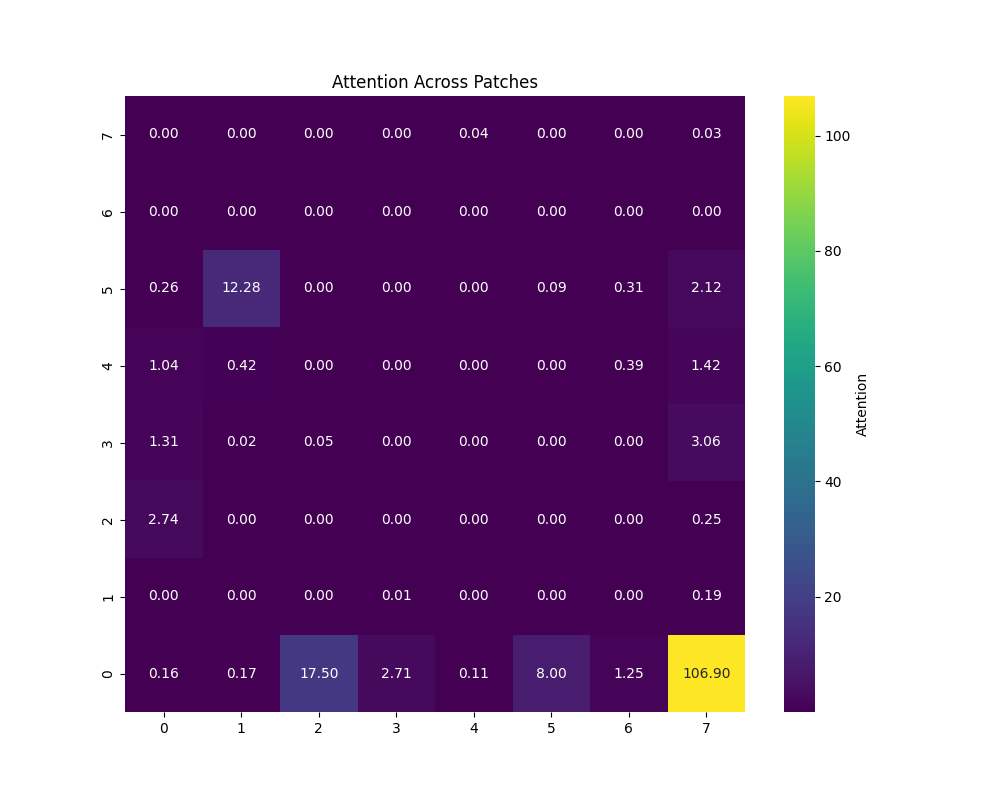 Attention Across Patches
7 0.00 0.00 0.00 0.00 0.04 0.00 0.00 0.03
6 0.00 0.00 0.00 0.00 0.00 0.00 0.00 0.00
5 0.26 12.28 0.00 0.00 0.00 0.09 0.31 2.12
4 1.04 0.42 0.00 0.00 0.00 0.00 0.39 1.42
3 1.31 0.02 0.05 0.00 0.00 0.00 0.00 3.06
2 2.74 0.00 0.00 0.00 0.00 0.00 0.00 0.25
1 0.00 0.00 0.00 0.01 0.00 0.00 0.00 0.19
0 0.16 0.17 17.50 2.71 0.11 8.00 1.25 106.90
0 1 2 3 4 5 6 7
100
80
60
40
20
Attention